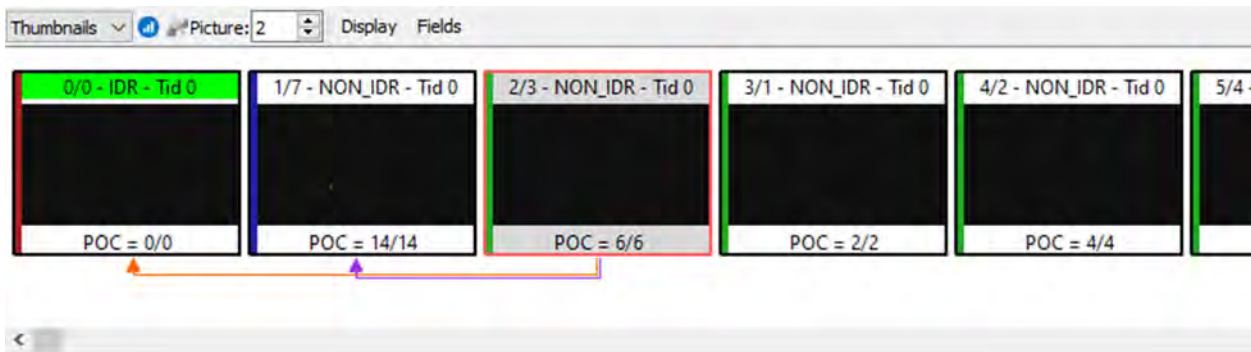 Thumbnails Picture: 2 Display Fields
0/0 - IDR - Tid 0 1/7 - NON_IDR - Tid 0 2/3 - NON_IDR - Tid 0 3/1 - NON_IDR - Tid 0 4/2 - NON_IDR - Tid 0 5/4 -
POC = 0/0 POC = 14/14 POC = 6/6 POC = 2/2 POC = 4/4